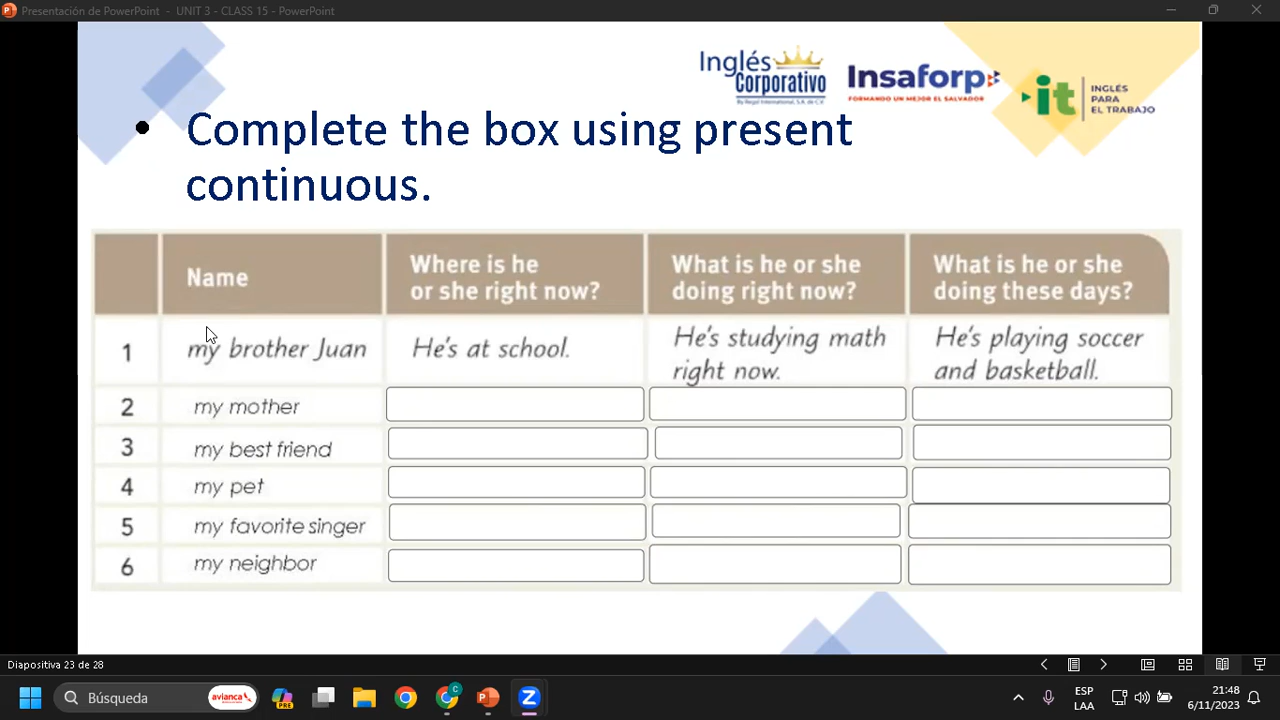 Presentación de PowerPoint - UNIT 3 - CLASS 15 - PowerPoint
Inglés
Corporativo
By Regal International, S.A. de C.V.
Insaforp
FORMANDO UN MEJOR EL SALVADOR
it
INGLÉS
PARA
EL TRABAJO
• Complete the box using present
continuous.
Name
Where is he
or she right now?
What is he or she
doing right now?
What is he or she
doing these days?
1
my brother Juan
He's at school.
He's studying math
right now.
He's playing soccer
and basketball.
2 my mother
3 my best friend
4 my pet
5 my favorite singer
6 my neighbor
Diapositiva 23 de 28
Búsqueda
avianca
PRE
C
P
Z
LAA
21:48
6/11/2023